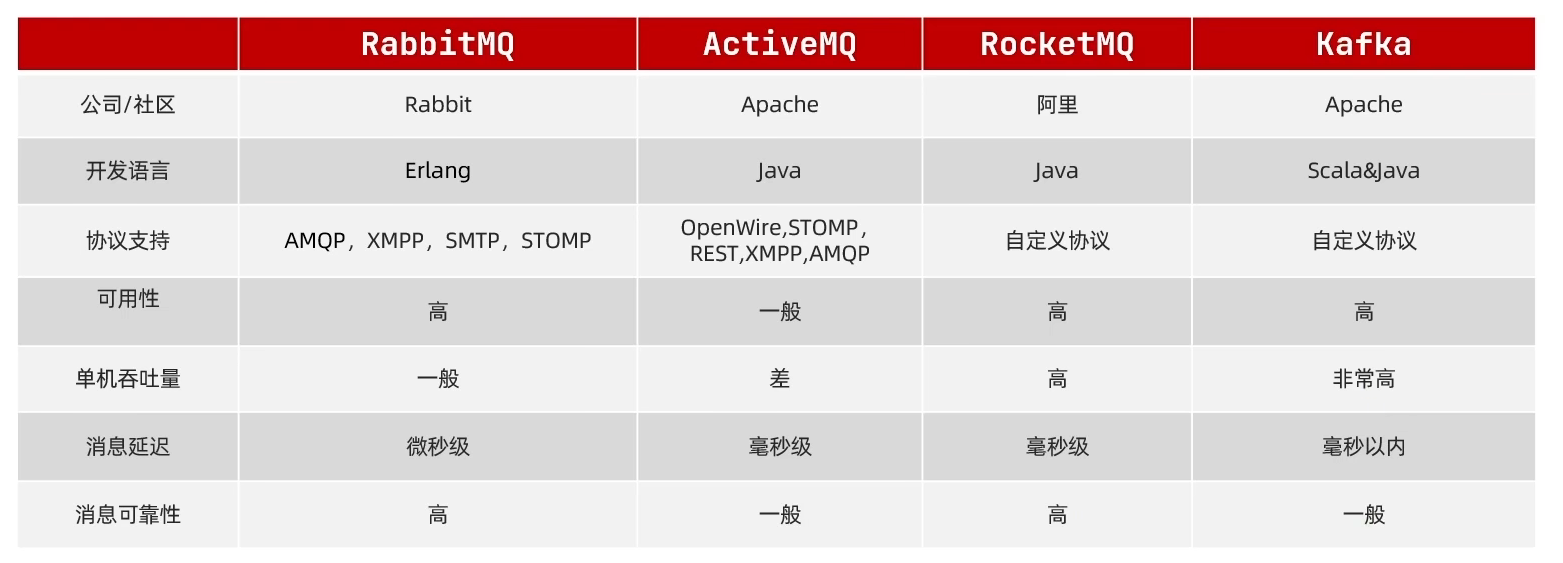 RabbitMQ ActiveMQ RocketMQ Kafka
公司/社区 Rabbit Apache 阿里 Apache
开发语言 Erlang Java Java Scala&Java
协议支持 AMQP，XMPP，SMTP，STOMP OpenWire,STOMP， REST,XMPP,AMQP 自定义协议 自定义协议
可用性 高 一般 高 高
单机吞吐量 一般 差 高 非常高
消息延迟 微秒级 毫秒级 毫秒级 毫秒以内
消息可靠性 高 一般 高 一般